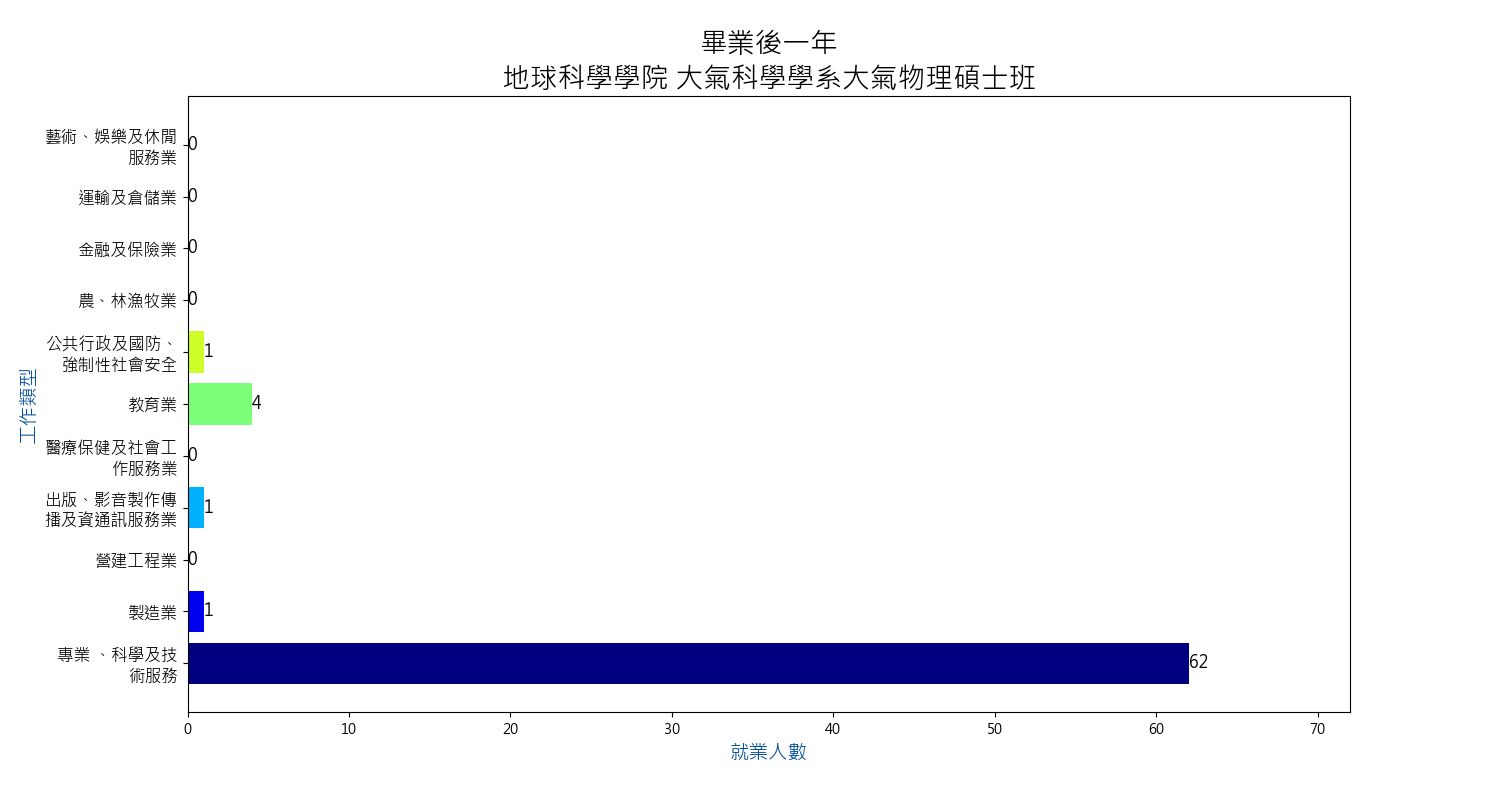 畢業後一年
地球科學學院 大氣科學學系大氣物理碩士班
藝術、娛樂及休閒
服務業
0
運輸及倉儲業
0
金融及保險業
0
農、林漁牧業
0
公共行政及國防、
強制性社會安全
1
教育業
4
醫療保健及社會工
作服務業
0
出版、影音製作傳
播及資通訊服務業
1
營建工程業
0
製造業
1
專業 、科學及技
術服務
62
工作類型
0 10 20 30 40 50 60 70
就業人數